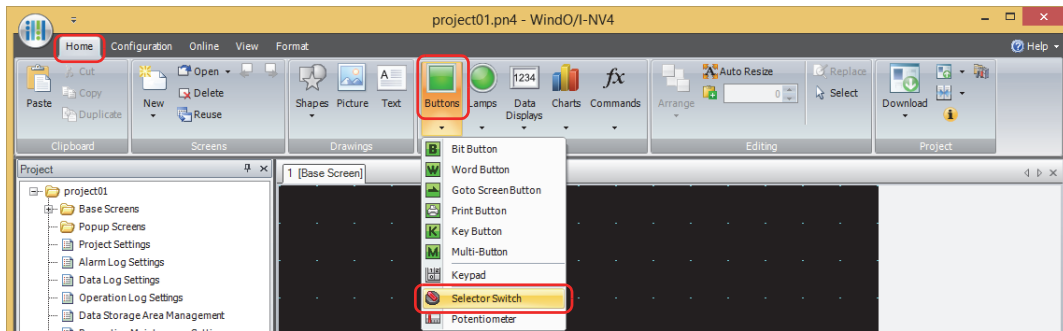 project01.pn4 - WindO/I-NV4
Home Configuration Online View Format Help
Cut
Copy
Duplicate
Paste
Clipboard
New
Open
Delete
Reuse
Screens
Shapes Picture Text
Drawings
Buttons Lamps Data Displays Charts Commands
1234
fx
Arrange
Auto Resize
0
Replace
Select
Editing
Download
Project
Project
project01
Base Screens
Popup Screens
Project Settings
Alarm Log Settings
Data Log Settings
Operation Log Settings
Data Storage Area Management
1 [Base Screen]
B Bit Button
W Word Button
Goto Screen Button
Print Button
K Key Button
M Multi-Button
Keypad
Selector Switch
Potentiometer